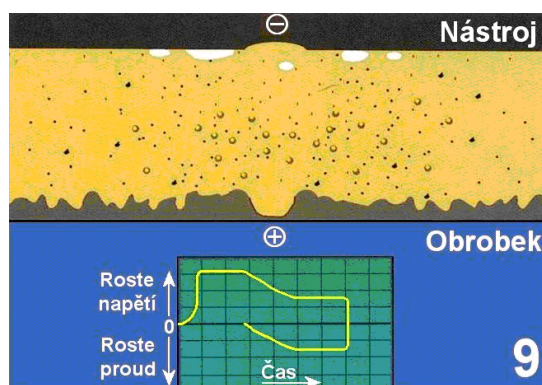 ⊖
Nástroj
⊕
Obrobek
Roste
napětí
0
Roste
proud
Čas
9